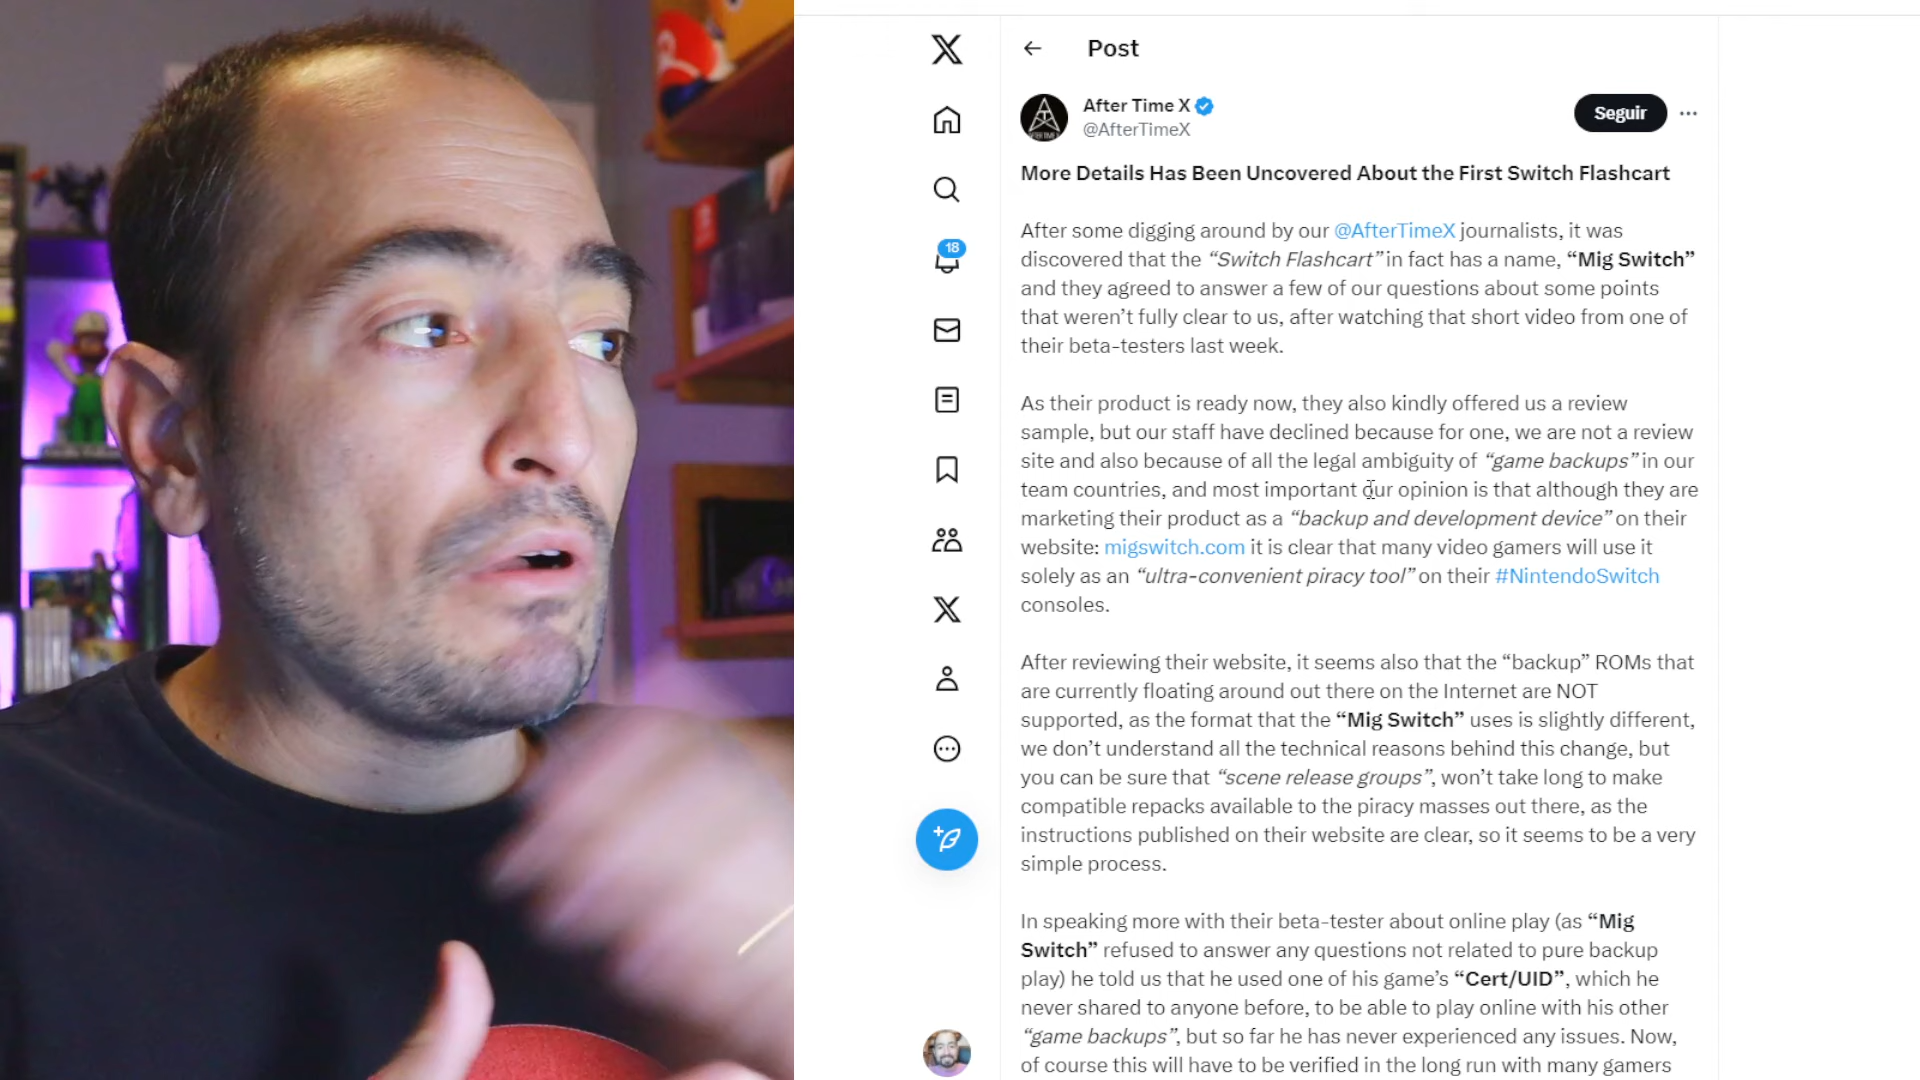 Post
After Time X
@AfterTimeX
Seguir
18
More Details Has Been Uncovered About the First Switch Flashcart
After some digging around by our @AfterTimeX journalists, it was
discovered that the “Switch Flashcart” in fact has a name, “Mig Switch”
and they agreed to answer a few of our questions about some points
that weren’t fully clear to us, after watching that short video from one of
their beta-testers last week.
As their product is ready now, they also kindly offered us a review
sample, but our staff have declined because for one, we are not a review
site and also because of all the legal ambiguity of “game backups” in our
team countries, and most important our opinion is that although they are
marketing their product as a “backup and development device” on their
website: migswitch.com it is clear that many video gamers will use it
solely as an “ultra-convenient piracy tool” on their #NintendoSwitch
consoles.
After reviewing their website, it seems also that the “backup” ROMs that
are currently floating around out there on the Internet are NOT
supported, as the format that the “Mig Switch” uses is slightly different,
we don’t understand all the technical reasons behind this change, but
you can be sure that “scene release groups”, won’t take long to make
compatible repacks available to the piracy masses out there, as the
instructions published on their website are clear, so it seems to be a very
simple process.
In speaking more with their beta-tester about online play (as “Mig
Switch” refused to answer any questions not related to pure backup
play) he told us that he used one of his game’s “Cert/UID”, which he
never shared to anyone before, to be able to play online with his other
“game backups”, but so far he has never experienced any issues. Now,
of course this will have to be verified in the long run with many gamers